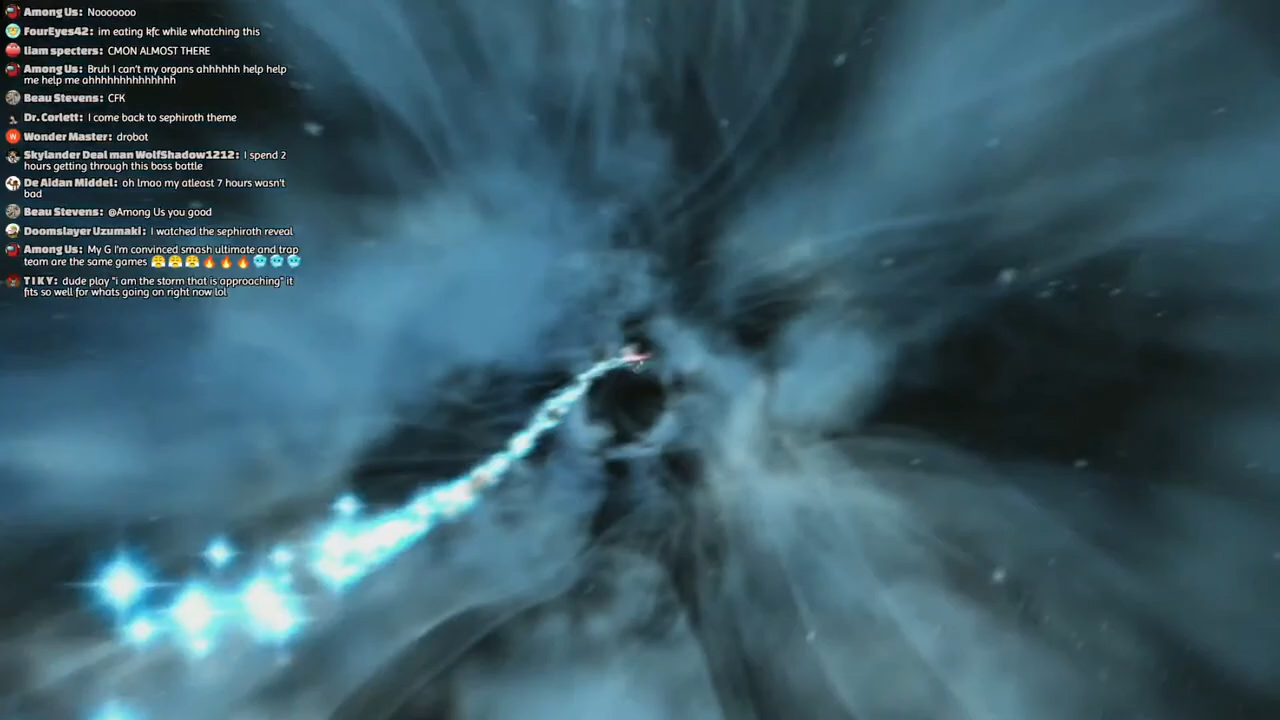 Among Us: Nooooooo
FourEyes42: im eating kfc while whatching this
liam specters: CMON ALMOST THERE
Among Us: Bruh I can't my organs ahhhhhh help help
me help me ahhhhhhhhhhhhh
Beau Stevens: CFK
Dr. Corlett: I come back to sephiroth theme
W Wonder Master: drobot
Skylander Deal man WolfShadow1212: I spend 2
hours getting through this boss battle
De Aidan Middel: oh lmao my atleast 7 hours wasn't
bad
Beau Stevens: @Among Us you good
Doomslayer Uzumaki: I watched the sephiroth reveal
Among Us: My G I'm convinced smash ultimate and trap
team are the same games 😤😤😤🔥🔥🔥🥶🥶🥶
T I K Y: dude play "i am the storm that is approaching" it
fits so well for whats going on right now lol